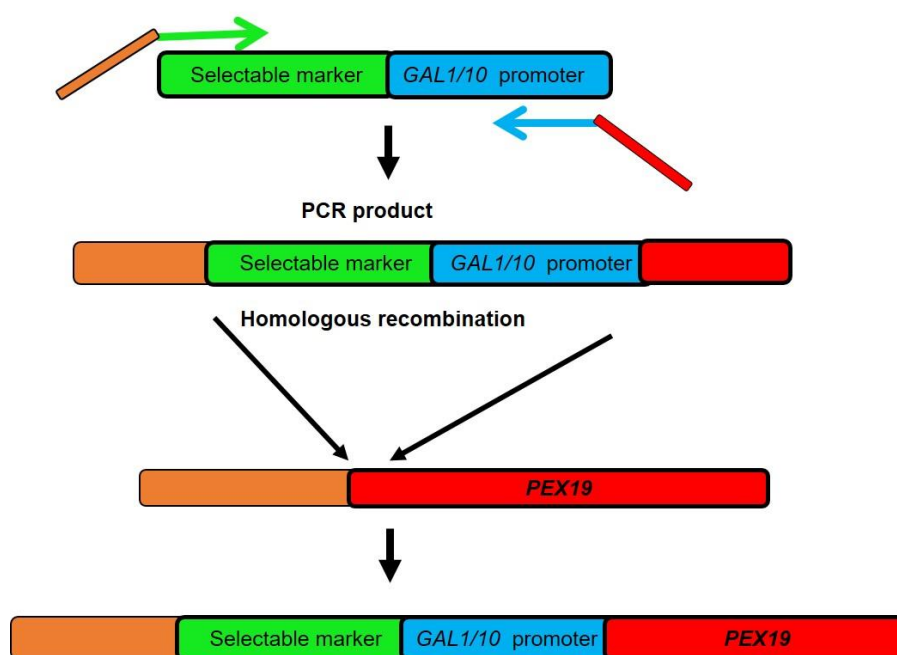 Selectable marker GAL1/10 promoter
PCR product
Selectable marker GAL1/10 promoter
Homologous recombination
PEX19
Selectable marker GAL1/10 promoter PEX19